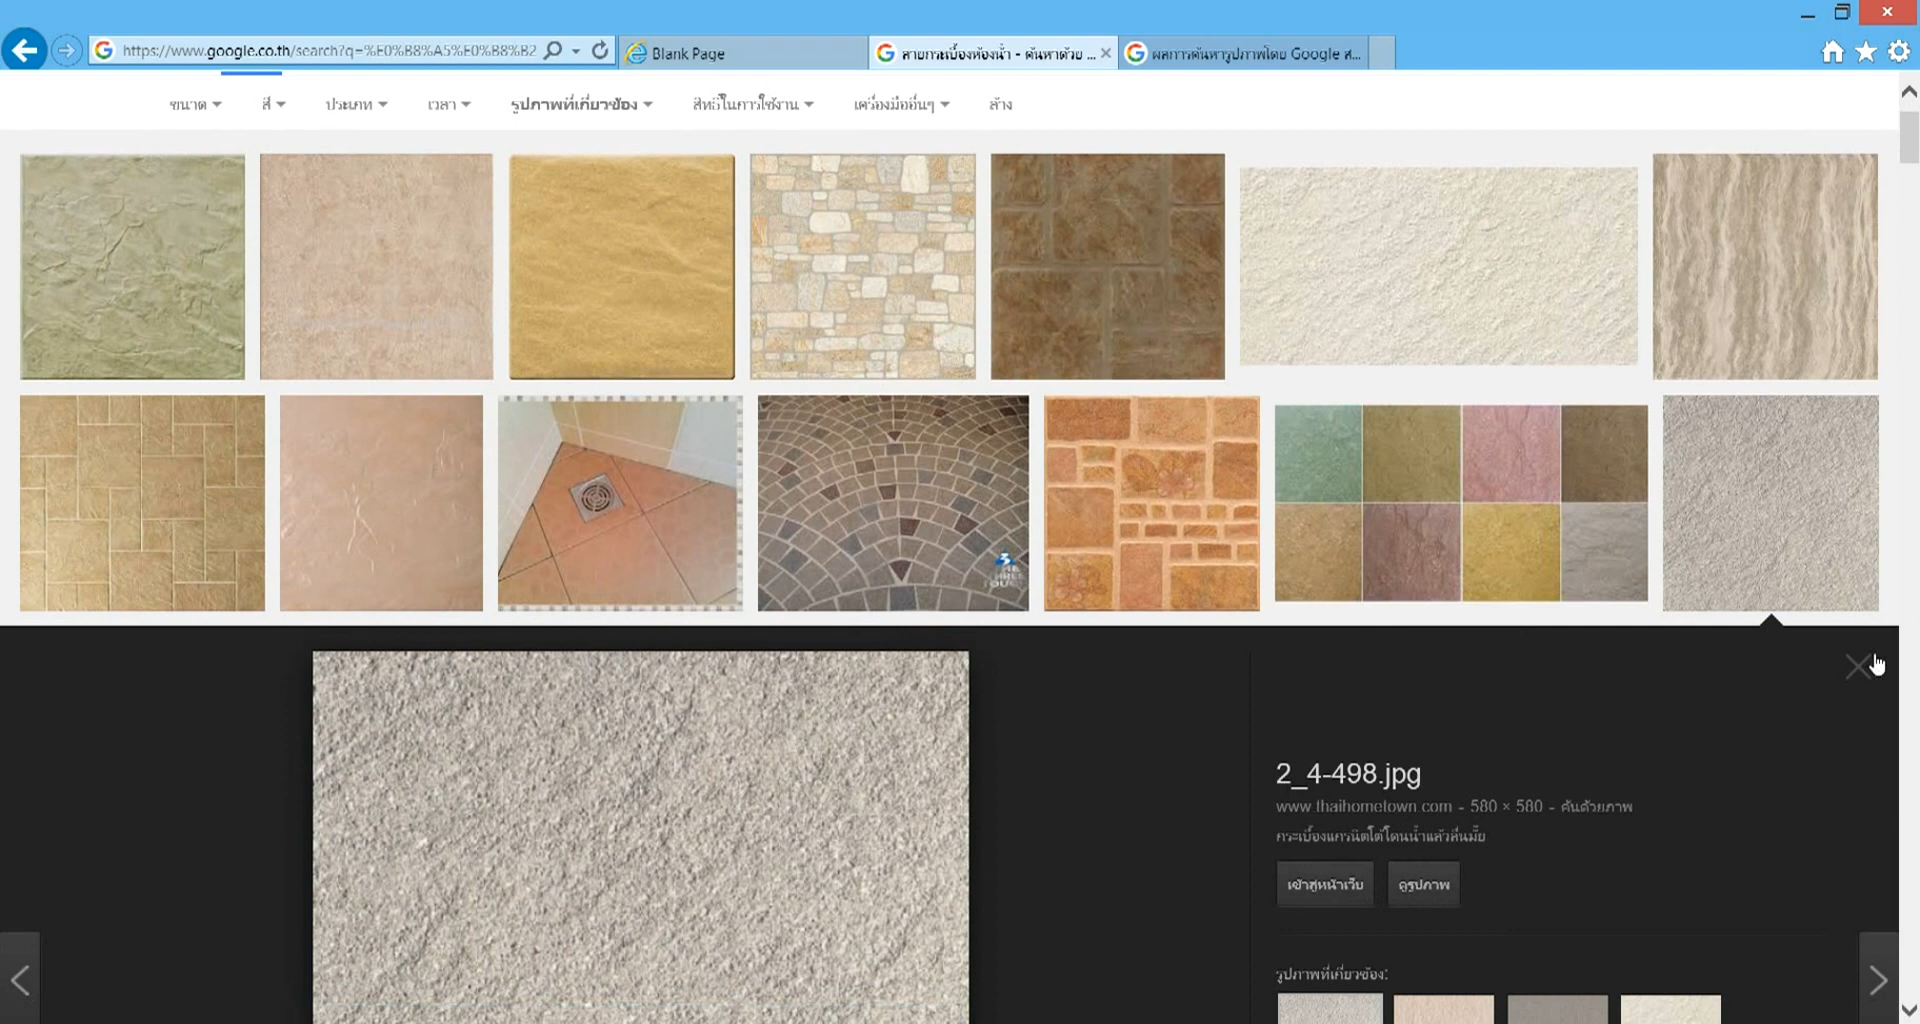 https://www.google.co.th/search?q=%E0%B8%A5%E0%B8%B2
Blank Page
ลายกระเบื้องห้องน้ำ - ค้นหาด้วย ...
ผลการค้นหารูปภาพโดย Google ส...
ขนาด สี ประเภท เวลา รูปภาพที่เกี่ยวข้อง สิทธิ์ในการใช้งาน เครื่องมืออื่นๆ ล้าง
2_4-498.jpg
www.thaihometown.com - 580 × 580 - ค้นด้วยภาพ
กระเบื้องแกรนิตโต้โดนน้ำแล้วลื่นมั้ย
เข้าสู่หน้าเว็บ ดูรูปภาพ
รูปภาพที่เกี่ยวข้อง: